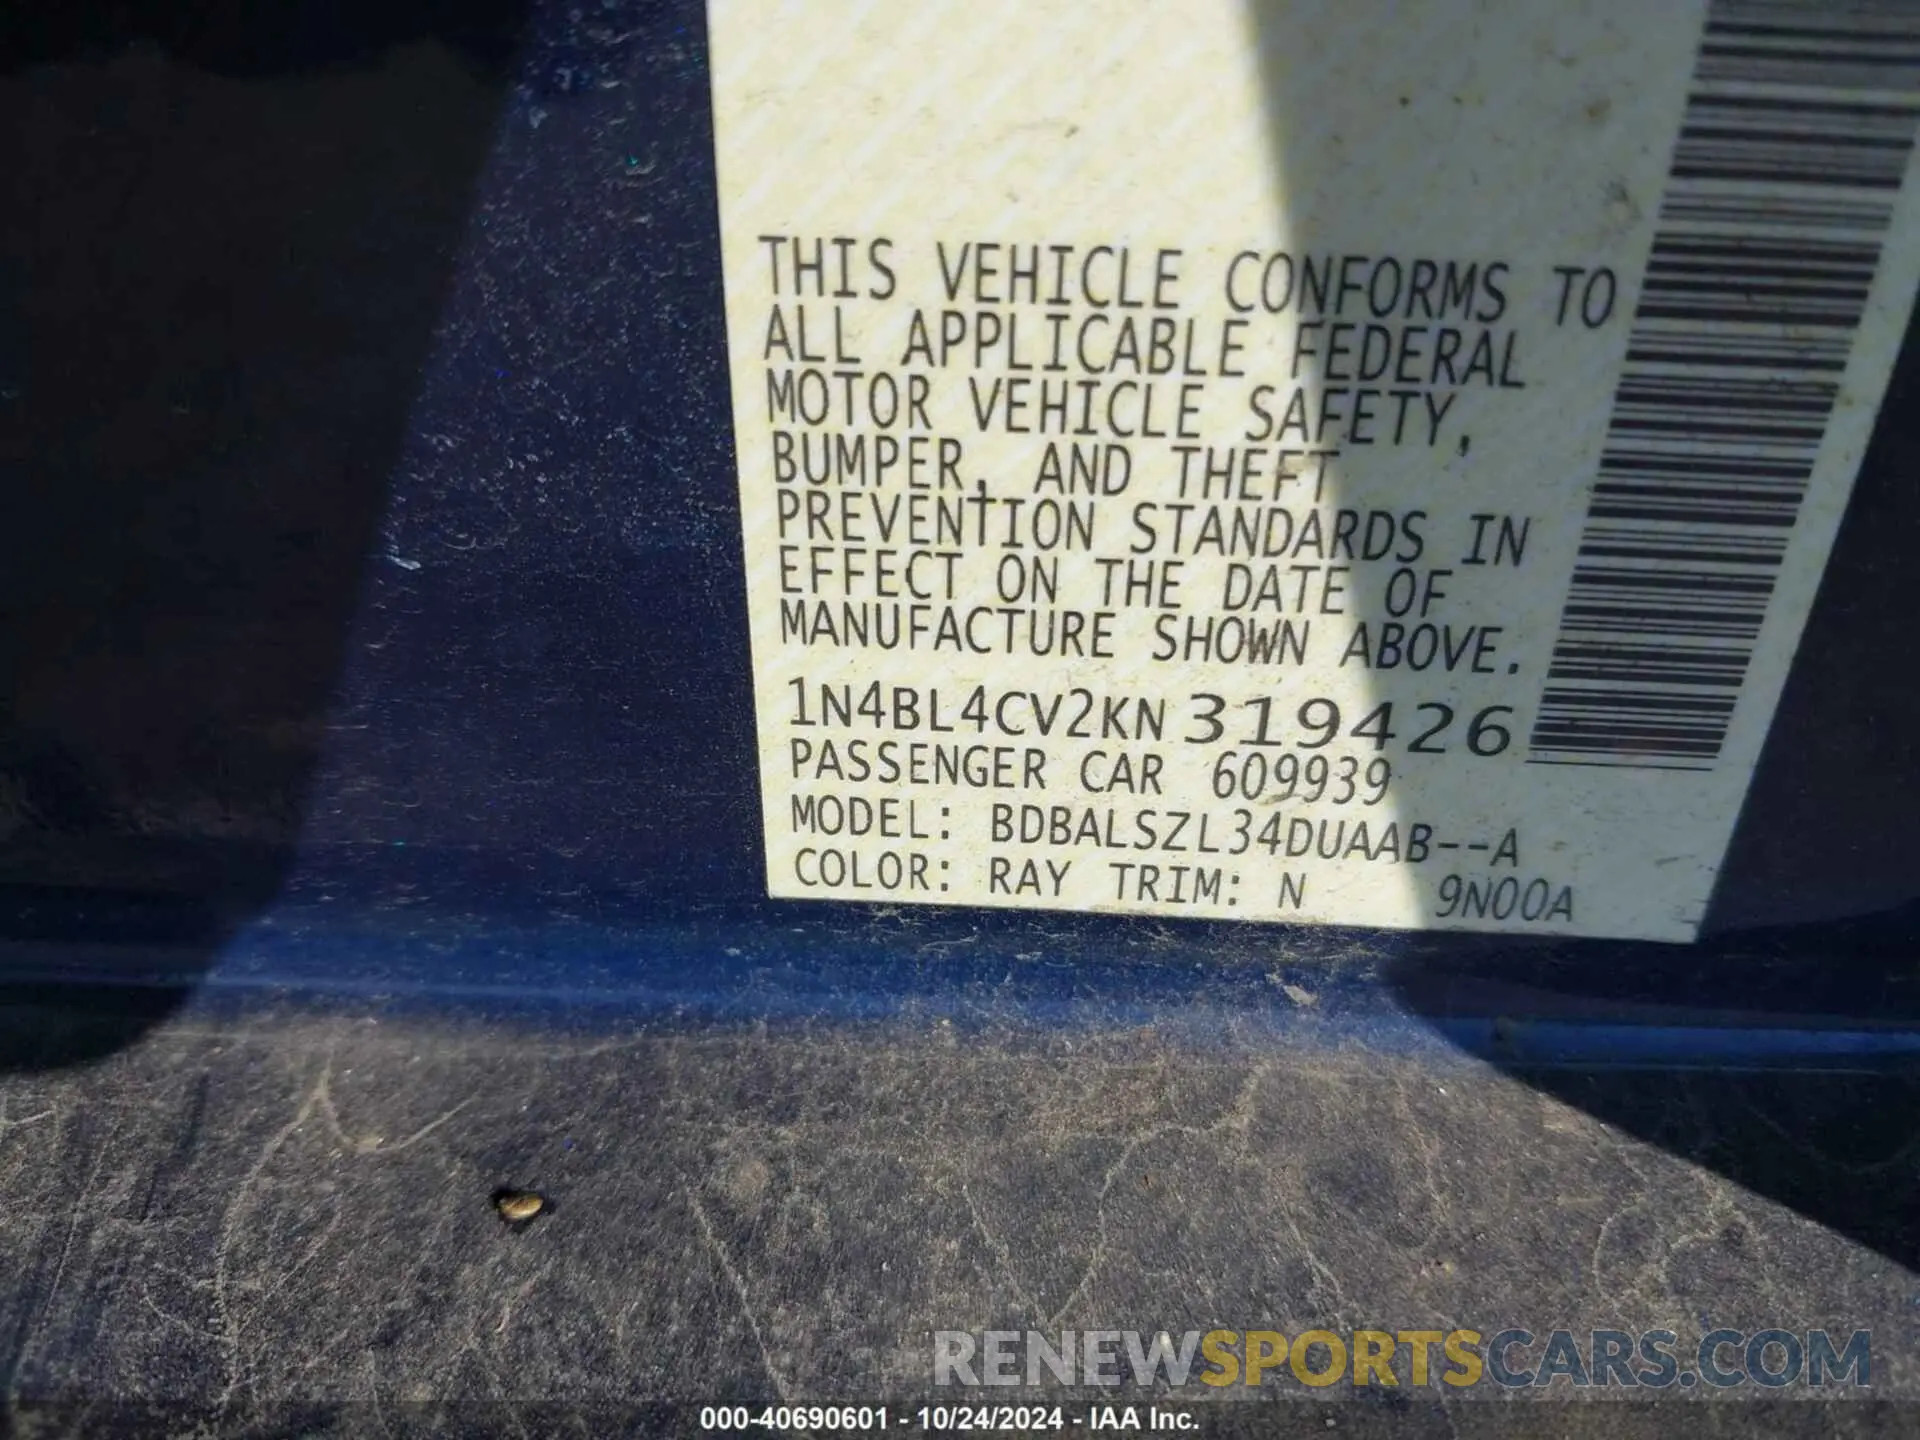 THIS VEHICLE CONFORMS TO
ALL APPLICABLE FEDERAL
MOTOR VEHICLE SAFETY,
BUMPER, AND THEFT
PREVENTION STANDARDS IN
EFFECT ON THE DATE OF
MANUFACTURE SHOWN ABOVE.
1N4BL4CV2KN 319426
PASSENGER CAR 609939
MODEL: BDBALSZL34DUAAB--A
COLOR: RAY TRIM: N 9N00A
RENEWSPORTSCARS.COM
000-40690601 - 10/24/2024 - IAA Inc.